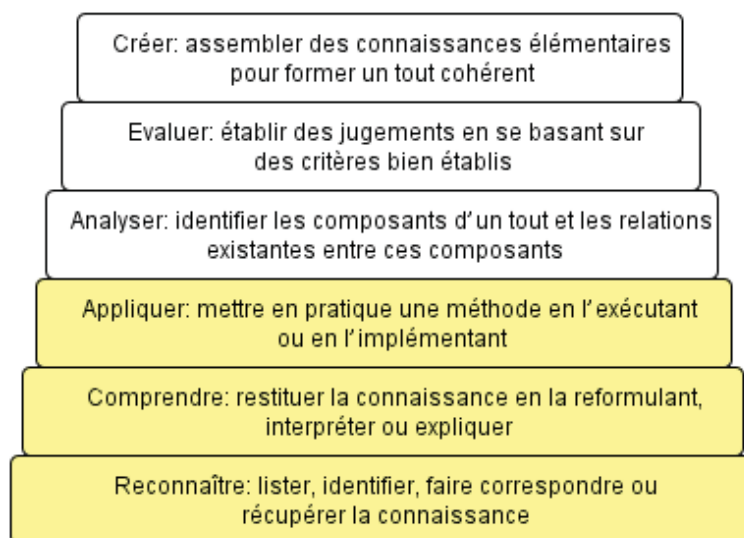 Créer: assembler des connaissances élémentaires
pour former un tout cohérent
Evaluer: établir des jugements en se basant sur
des critères bien établis
Analyser: identifier les composants d'un tout et les relations
existantes entre ces composants
Appliquer: mettre en pratique une méthode en l'exécutant
ou en l'implémentant
Comprendre: restituer la connaissance en la reformulant,
interpréter ou expliquer
Reconnaître: lister, identifier, faire correspondre ou
récupérer la connaissance